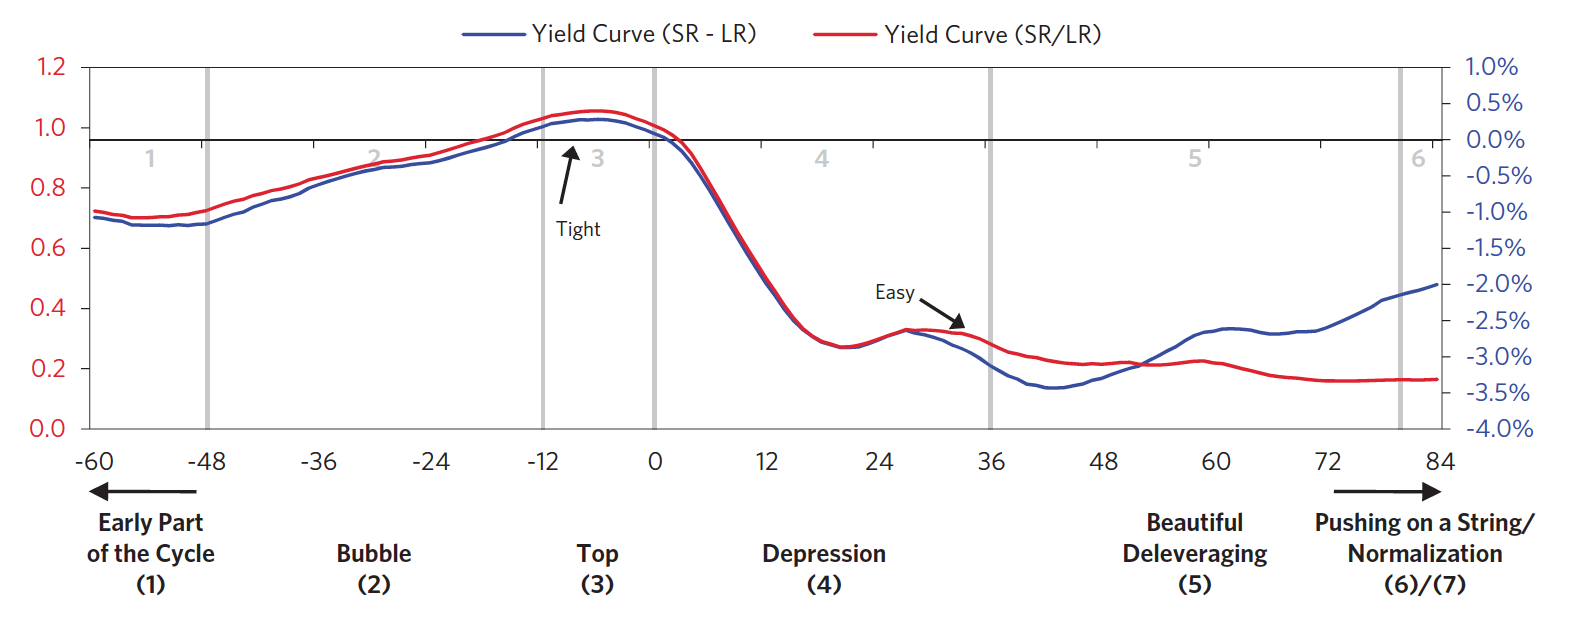 Yield Curve (SR - LR) Yield Curve (SR/LR)
1.2 1.0%
0.5%
1.0 0.0%
1 2 3 4 5 6
0.8 -0.5%
-1.0%
Tight
0.6 -1.5%
-2.0%
Easy
0.4 -2.5%
0.2 -3.0%
-3.5%
0.0 -4.0%
-60 -48 -36 -24 -12 0 12 24 36 48 60 72 84
Early Part
of the Cycle
(1)
Bubble
(2)
Top
(3)
Depression
(4)
Beautiful
Deleveraging
(5)
Pushing on a String/
Normalization
(6)/(7)